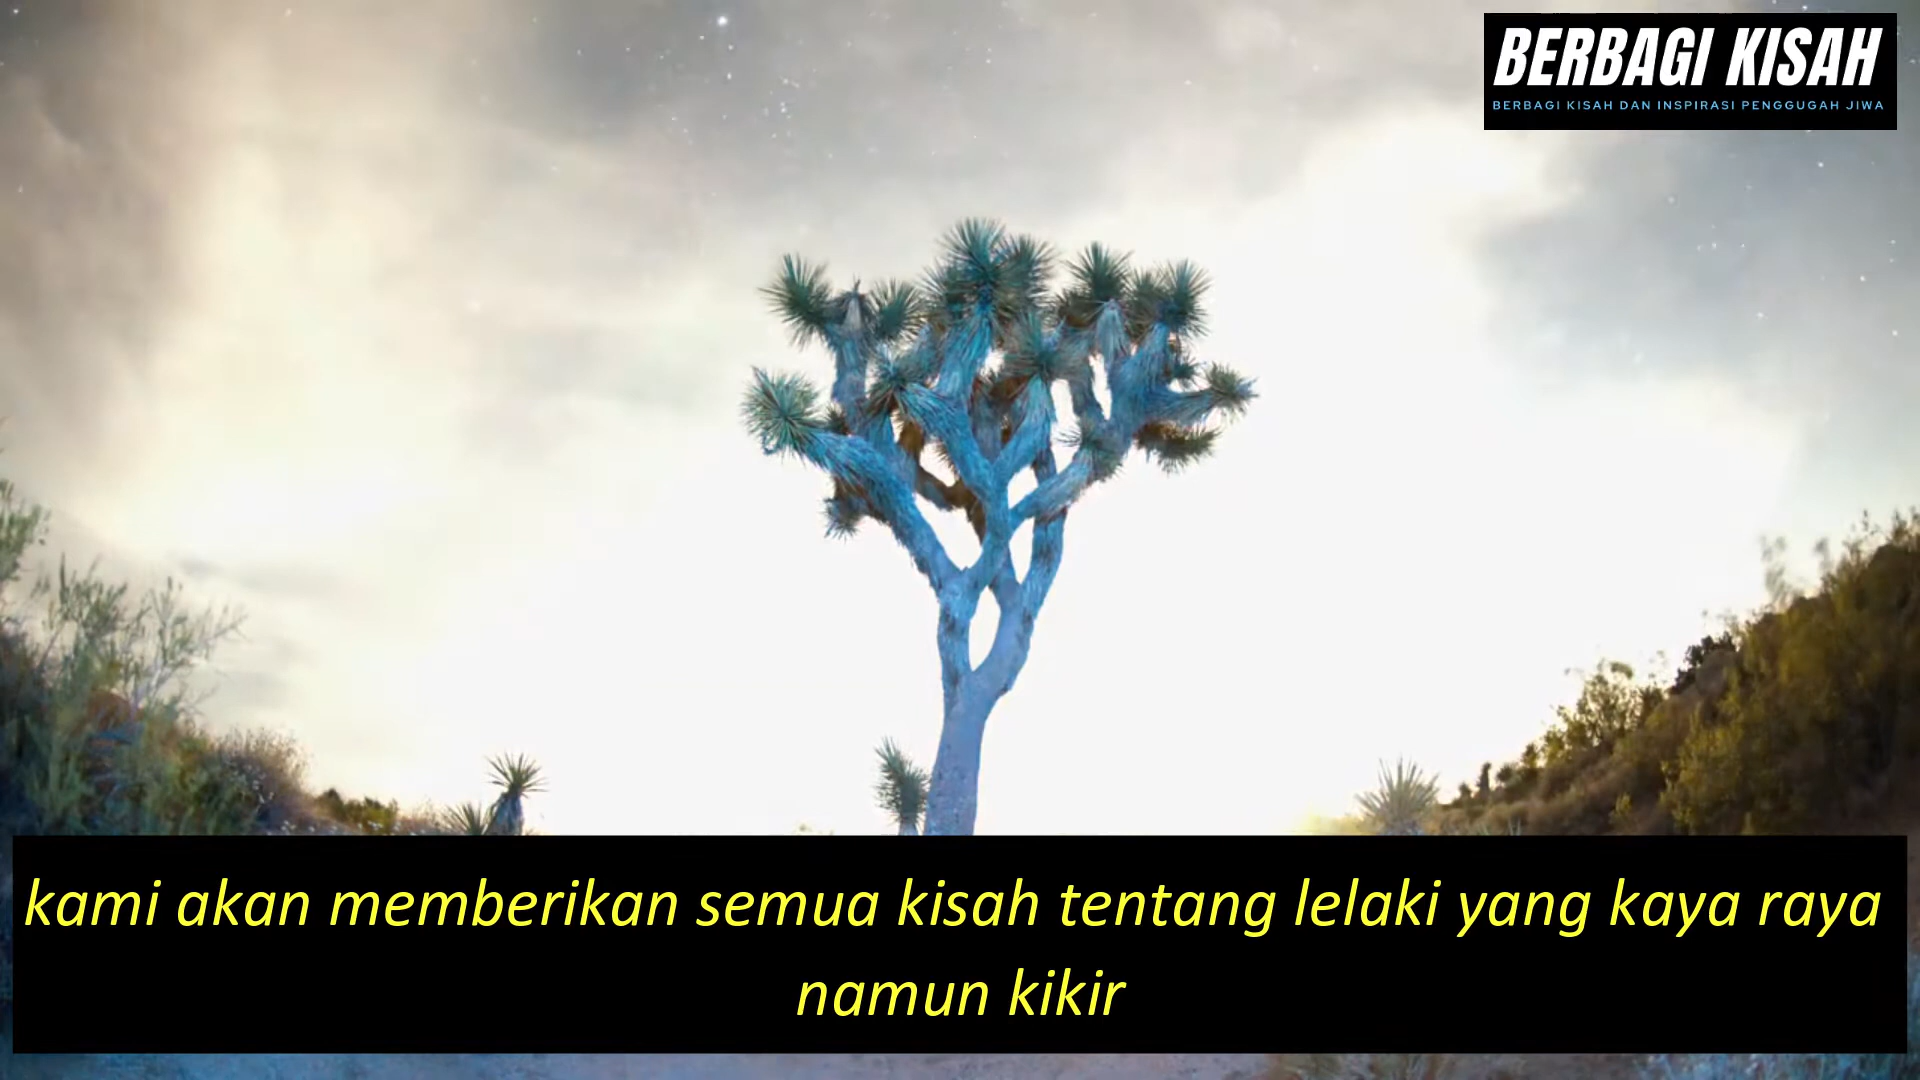 BERBAGI KISAH
BERBAGI KISAH DAN INSPIRASI PENGGUGAH JIWA
kami akan memberikan semua kisah tentang lelaki yang kaya raya
namun kikir